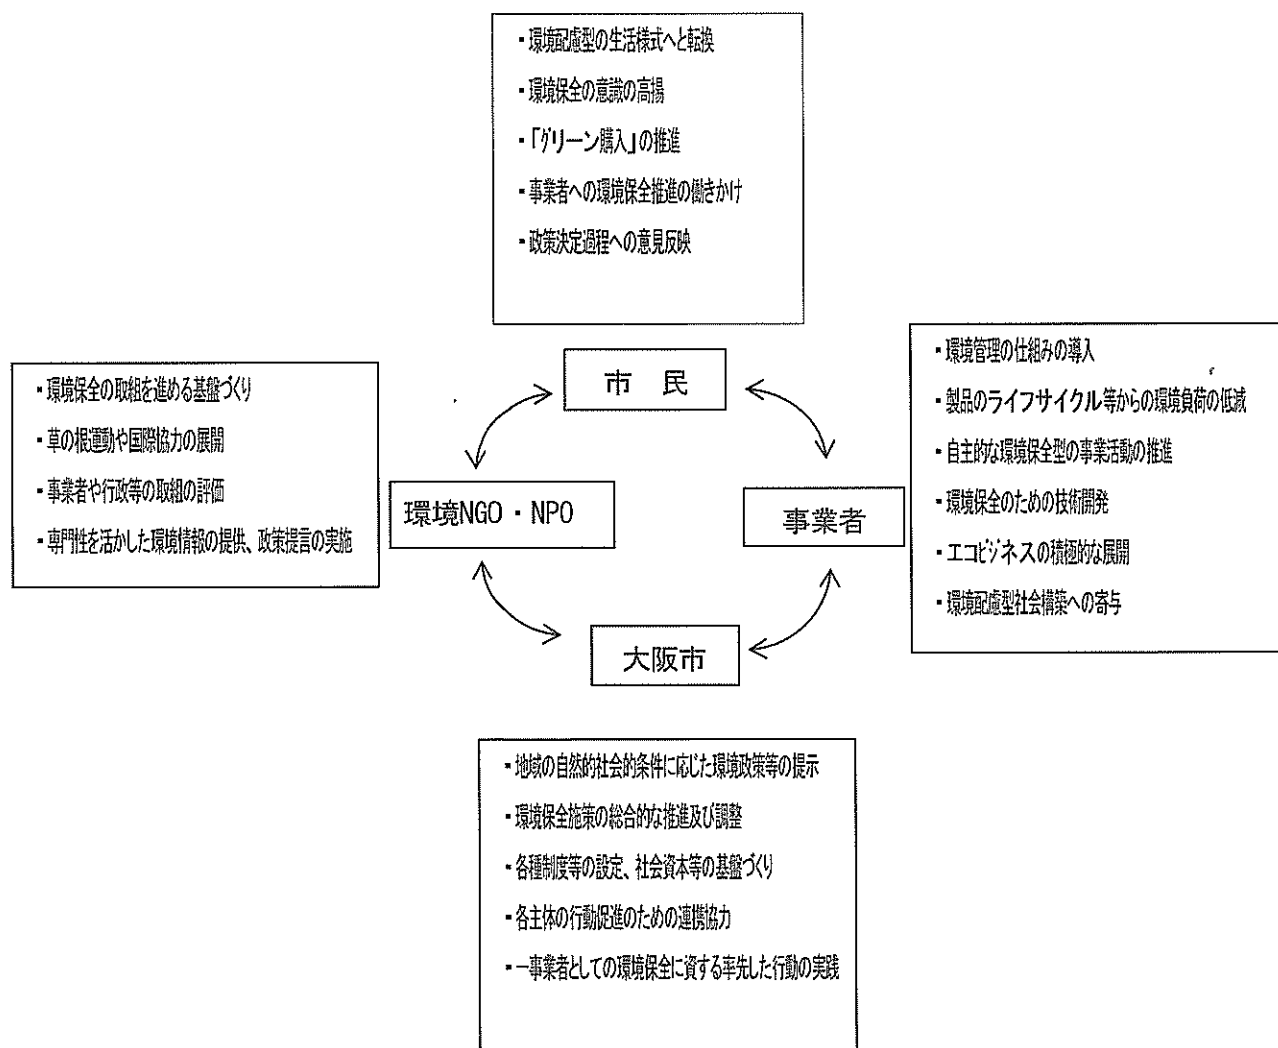 ・環境配慮型の生活様式へと転換
・環境保全の意識の高揚
・「グリーン購入」の推進
・事業者への環境保全推進の働きかけ
・政策決定過程への意見反映
市 民
・環境保全の取組を進める基盤づくり
・草の根運動や国際協力の展開
・事業者や行政等の取組の評価
・専門性を活かした環境情報の提供、政策提言の実施
環境NGO・NPO
事業者
・環境管理の仕組みの導入
・製品のライフサイクル等からの環境負荷の低減
・自主的な環境保全型の事業活動の推進
・環境保全のための技術開発
・エコビジネスの積極的な展開
・環境配慮型社会構築への寄与
大阪市
・地域の自然的社会的条件に応じた環境政策等の提示
・環境保全施策の総合的な推進及び調整
・各種制度等の設定、社会資本等の基盤づくり
・各主体の行動促進のための連携協力
・一事業者としての環境保全に資する率先した行動の実践